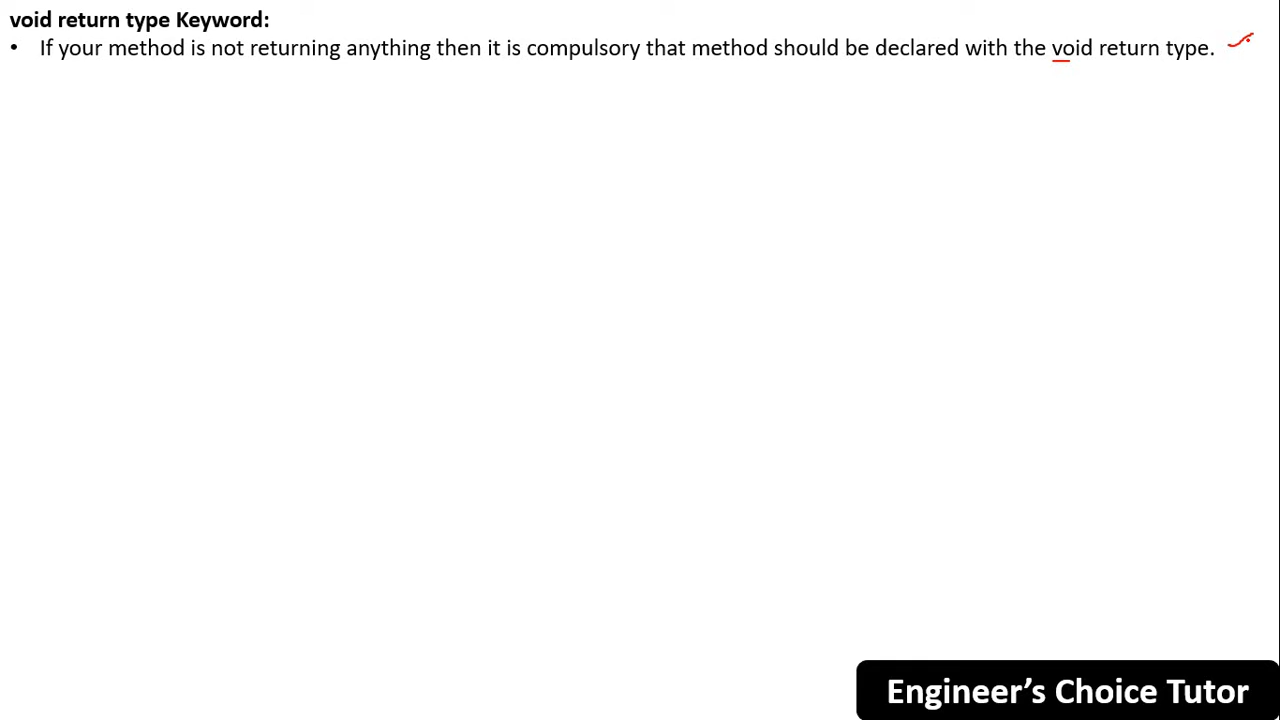 void return type Keyword:
• If your method is not returning anything then it is compulsory that method should be declared with the void return type.
Engineer’s Choice Tutor